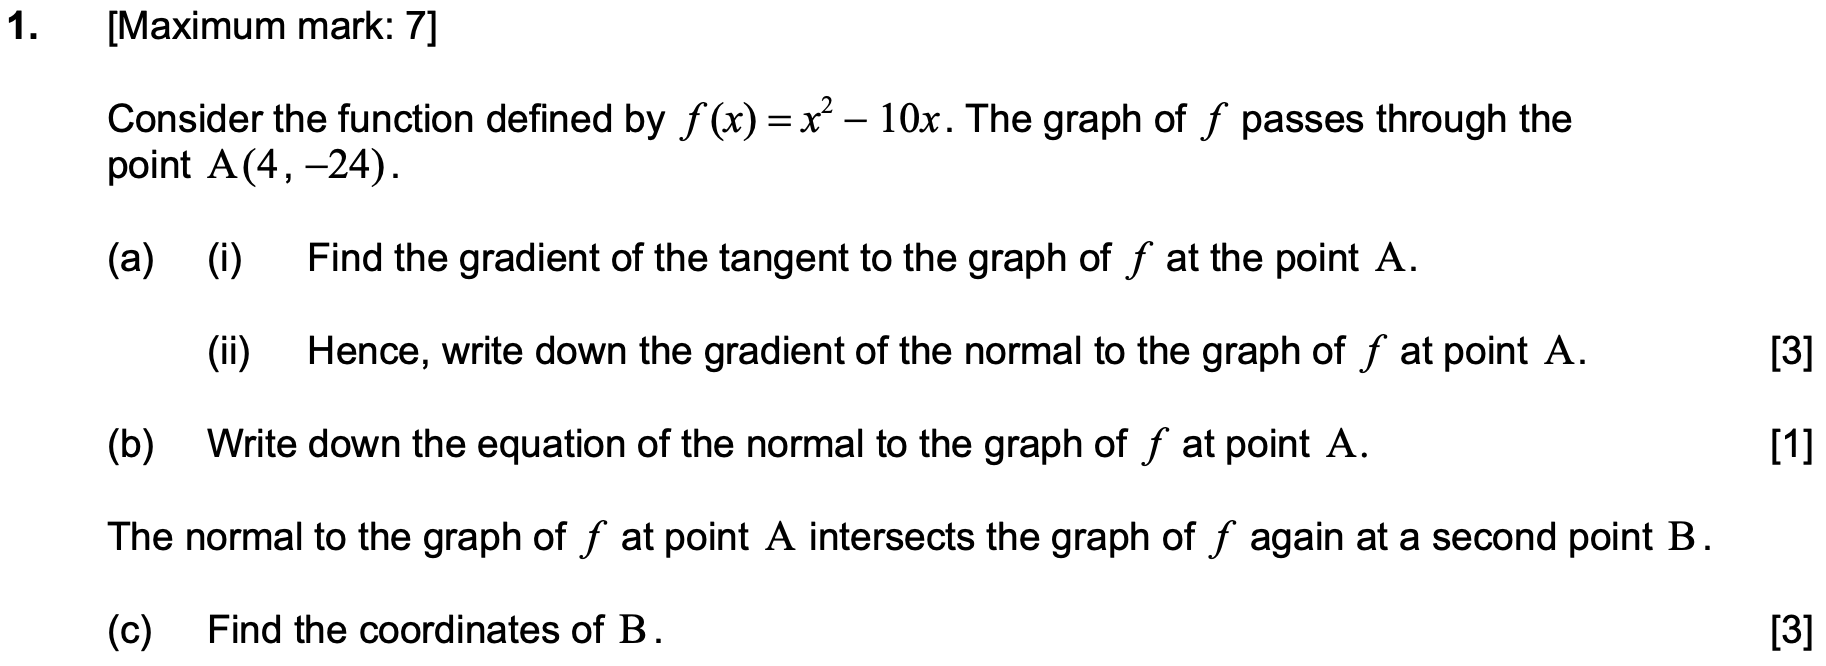 1. [Maximum mark: 7]
Consider the function defined by f(x) = x² − 10x. The graph of f passes through the
point A(4, −24).
(a) (i) Find the gradient of the tangent to the graph of f at the point A.
(ii) Hence, write down the gradient of the normal to the graph of f at point A. [3]
(b) Write down the equation of the normal to the graph of f at point A. [1]
The normal to the graph of f at point A intersects the graph of f again at a second point B.
(c) Find the coordinates of B. [3]